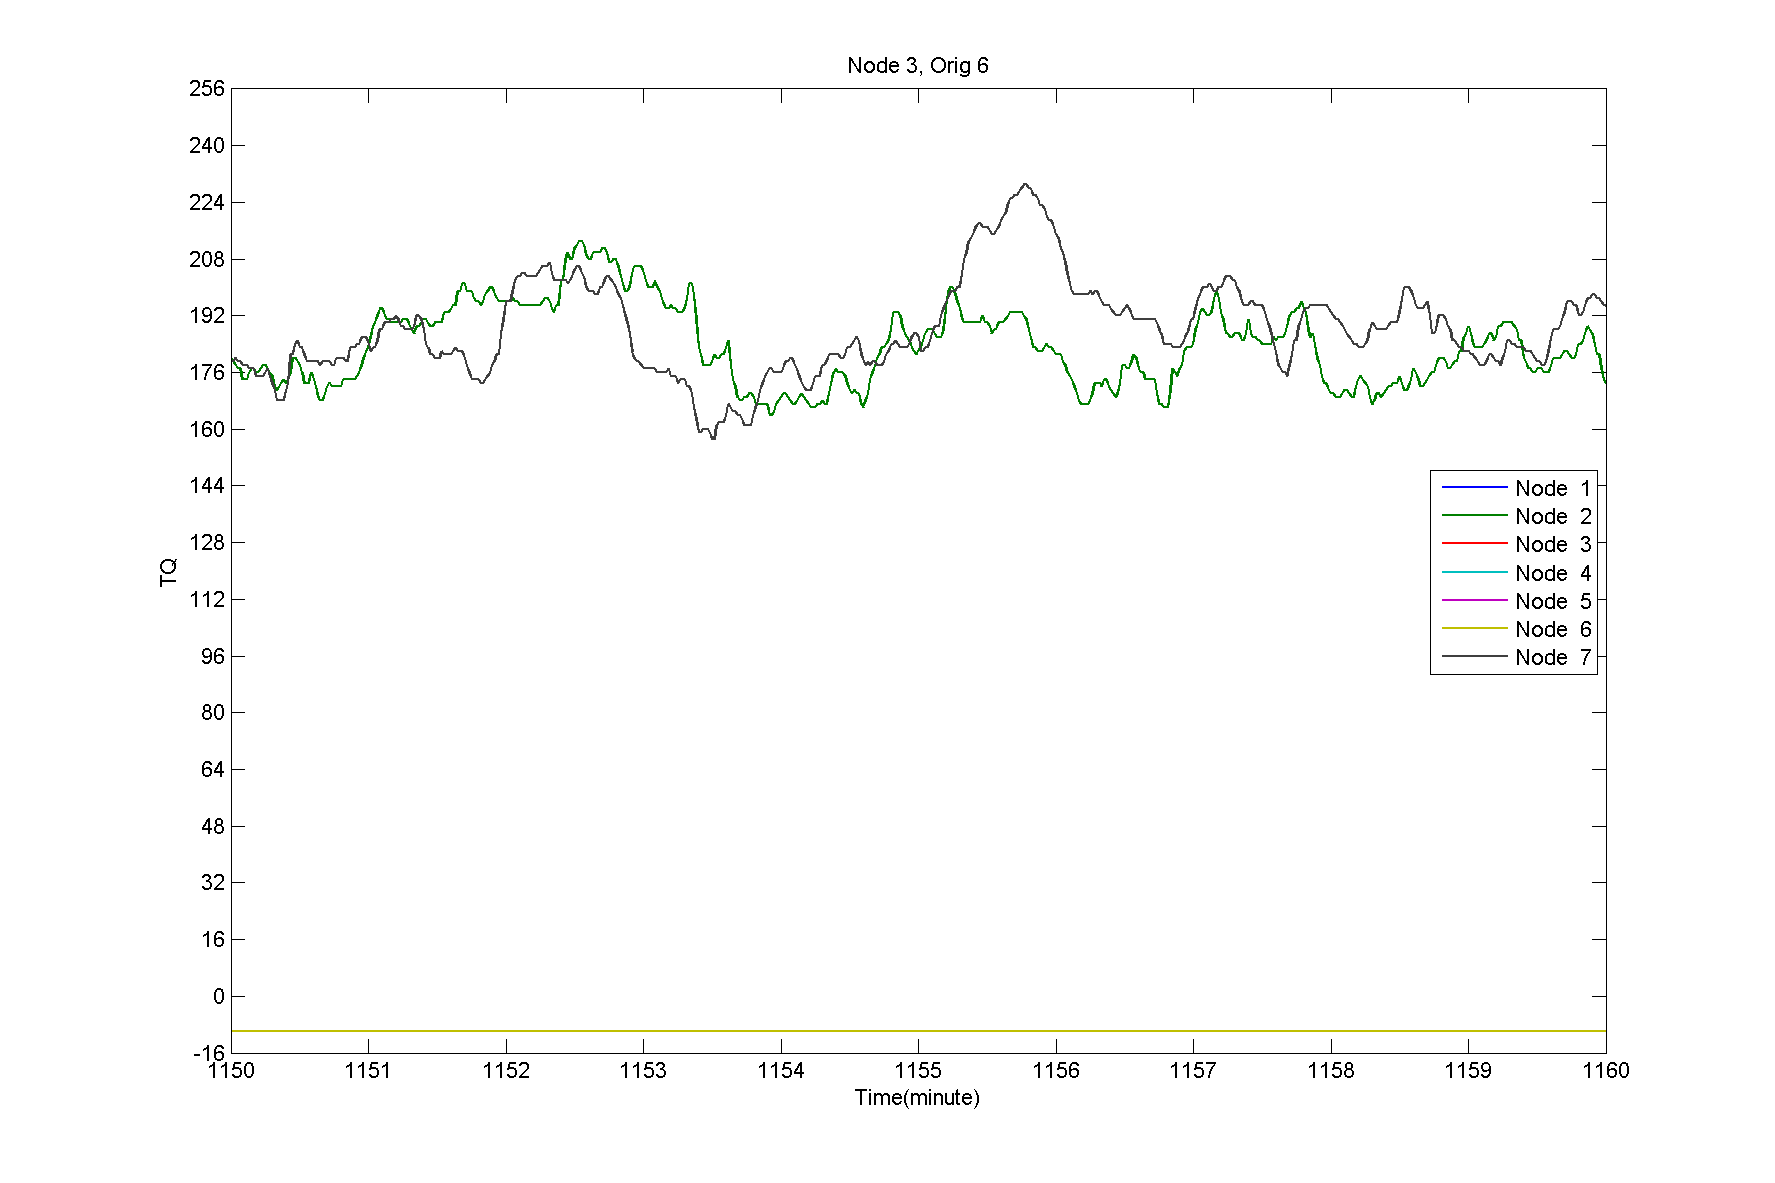 Node 3, Orig 6
256
240
224
208
192
176
160
144
128
112
96
80
64
48
32
16
0
-16
TQ
Node 1
Node 2
Node 3
Node 4
Node 5
Node 6
Node 7
1150 1151 1152 1153 1154 1155 1156 1157 1158 1159 1160
Time(minute)